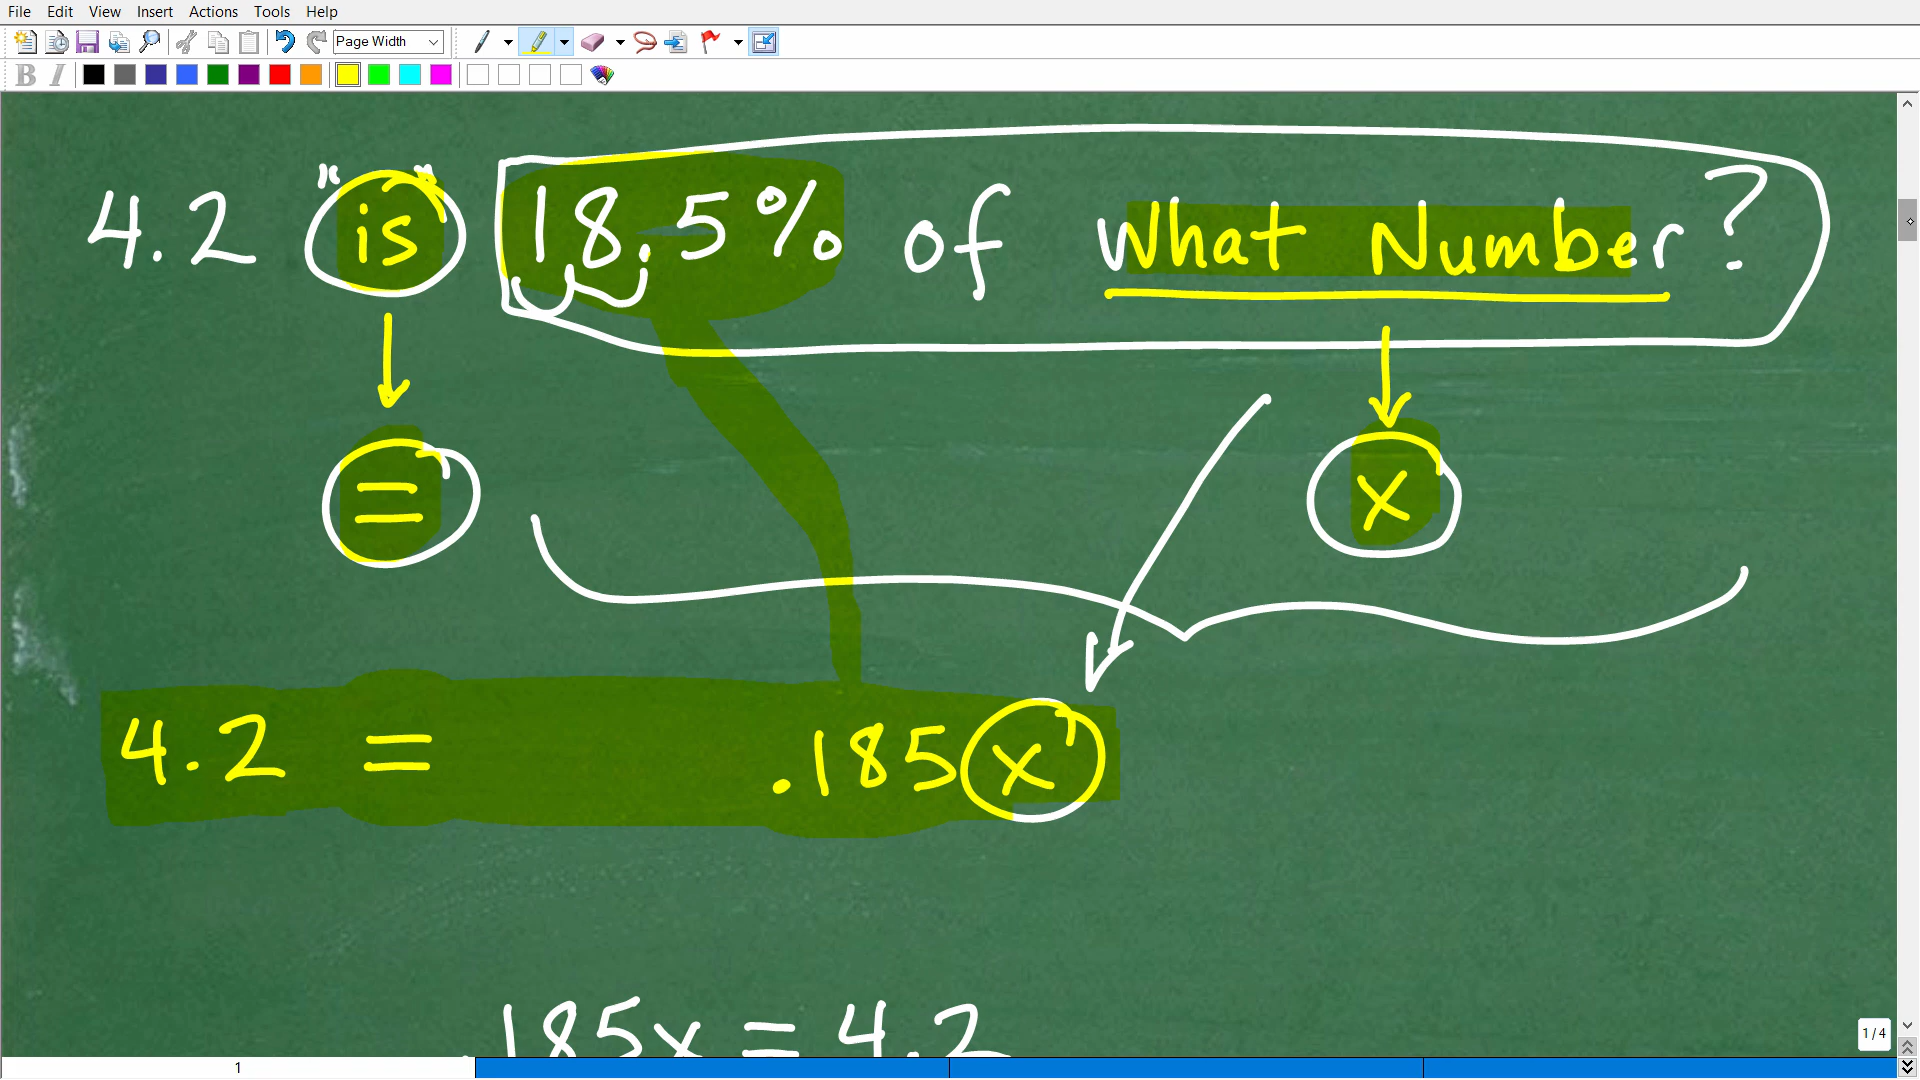 File Edit View Insert Actions Tools Help
Page Width
B I
4.2 "is" 18.5% of What Number?
= x
4.2 = .185x
.185x = 4.2
1 / 4
1